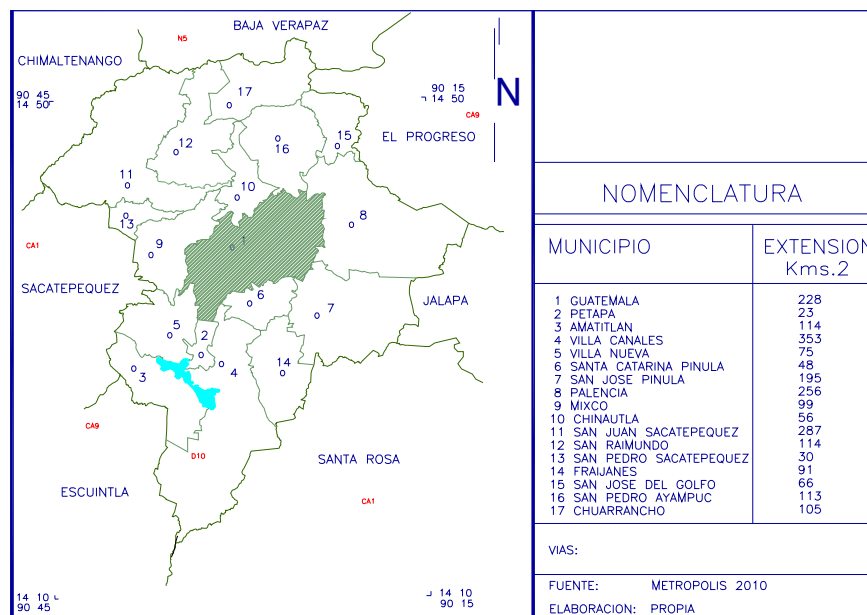 BAJA VERAPAZ
N5
CHIMALTENANGO
90 45
14 50
90 15
14 50
N
CA9
EL PROGRESO
17
12
16
15
11
10
13
9
1
8
CA1
SACATEPEQUEZ
JALAPA
6
7
5
2
3
4
14
CA9
D10
SANTA ROSA
ESCUINTLA
CA1
14 10
90 45
14 10
90 15
NOMENCLATURA
MUNICIPIO EXTENSION
Kms.2
1 GUATEMALA 228
2 PETAPA 23
3 AMATITLAN 114
4 VILLA CANALES 353
5 VILLA NUEVA 75
6 SANTA CATARINA PINULA 48
7 SAN JOSE PINULA 195
8 PALENCIA 256
9 MIXCO 99
10 CHINAUTLA 56
11 SAN JUAN SACATEPEQUEZ 287
12 SAN RAIMUNDO 114
13 SAN PEDRO SACATEPEQUEZ 30
14 FRAIJANES 91
15 SAN JOSE DEL GOLFO 66
16 SAN PEDRO AYAMPUC 113
17 CHUARRANCHO 105
VIAS:
FUENTE: METROPOLIS 2010
ELABORACION: PROPIA